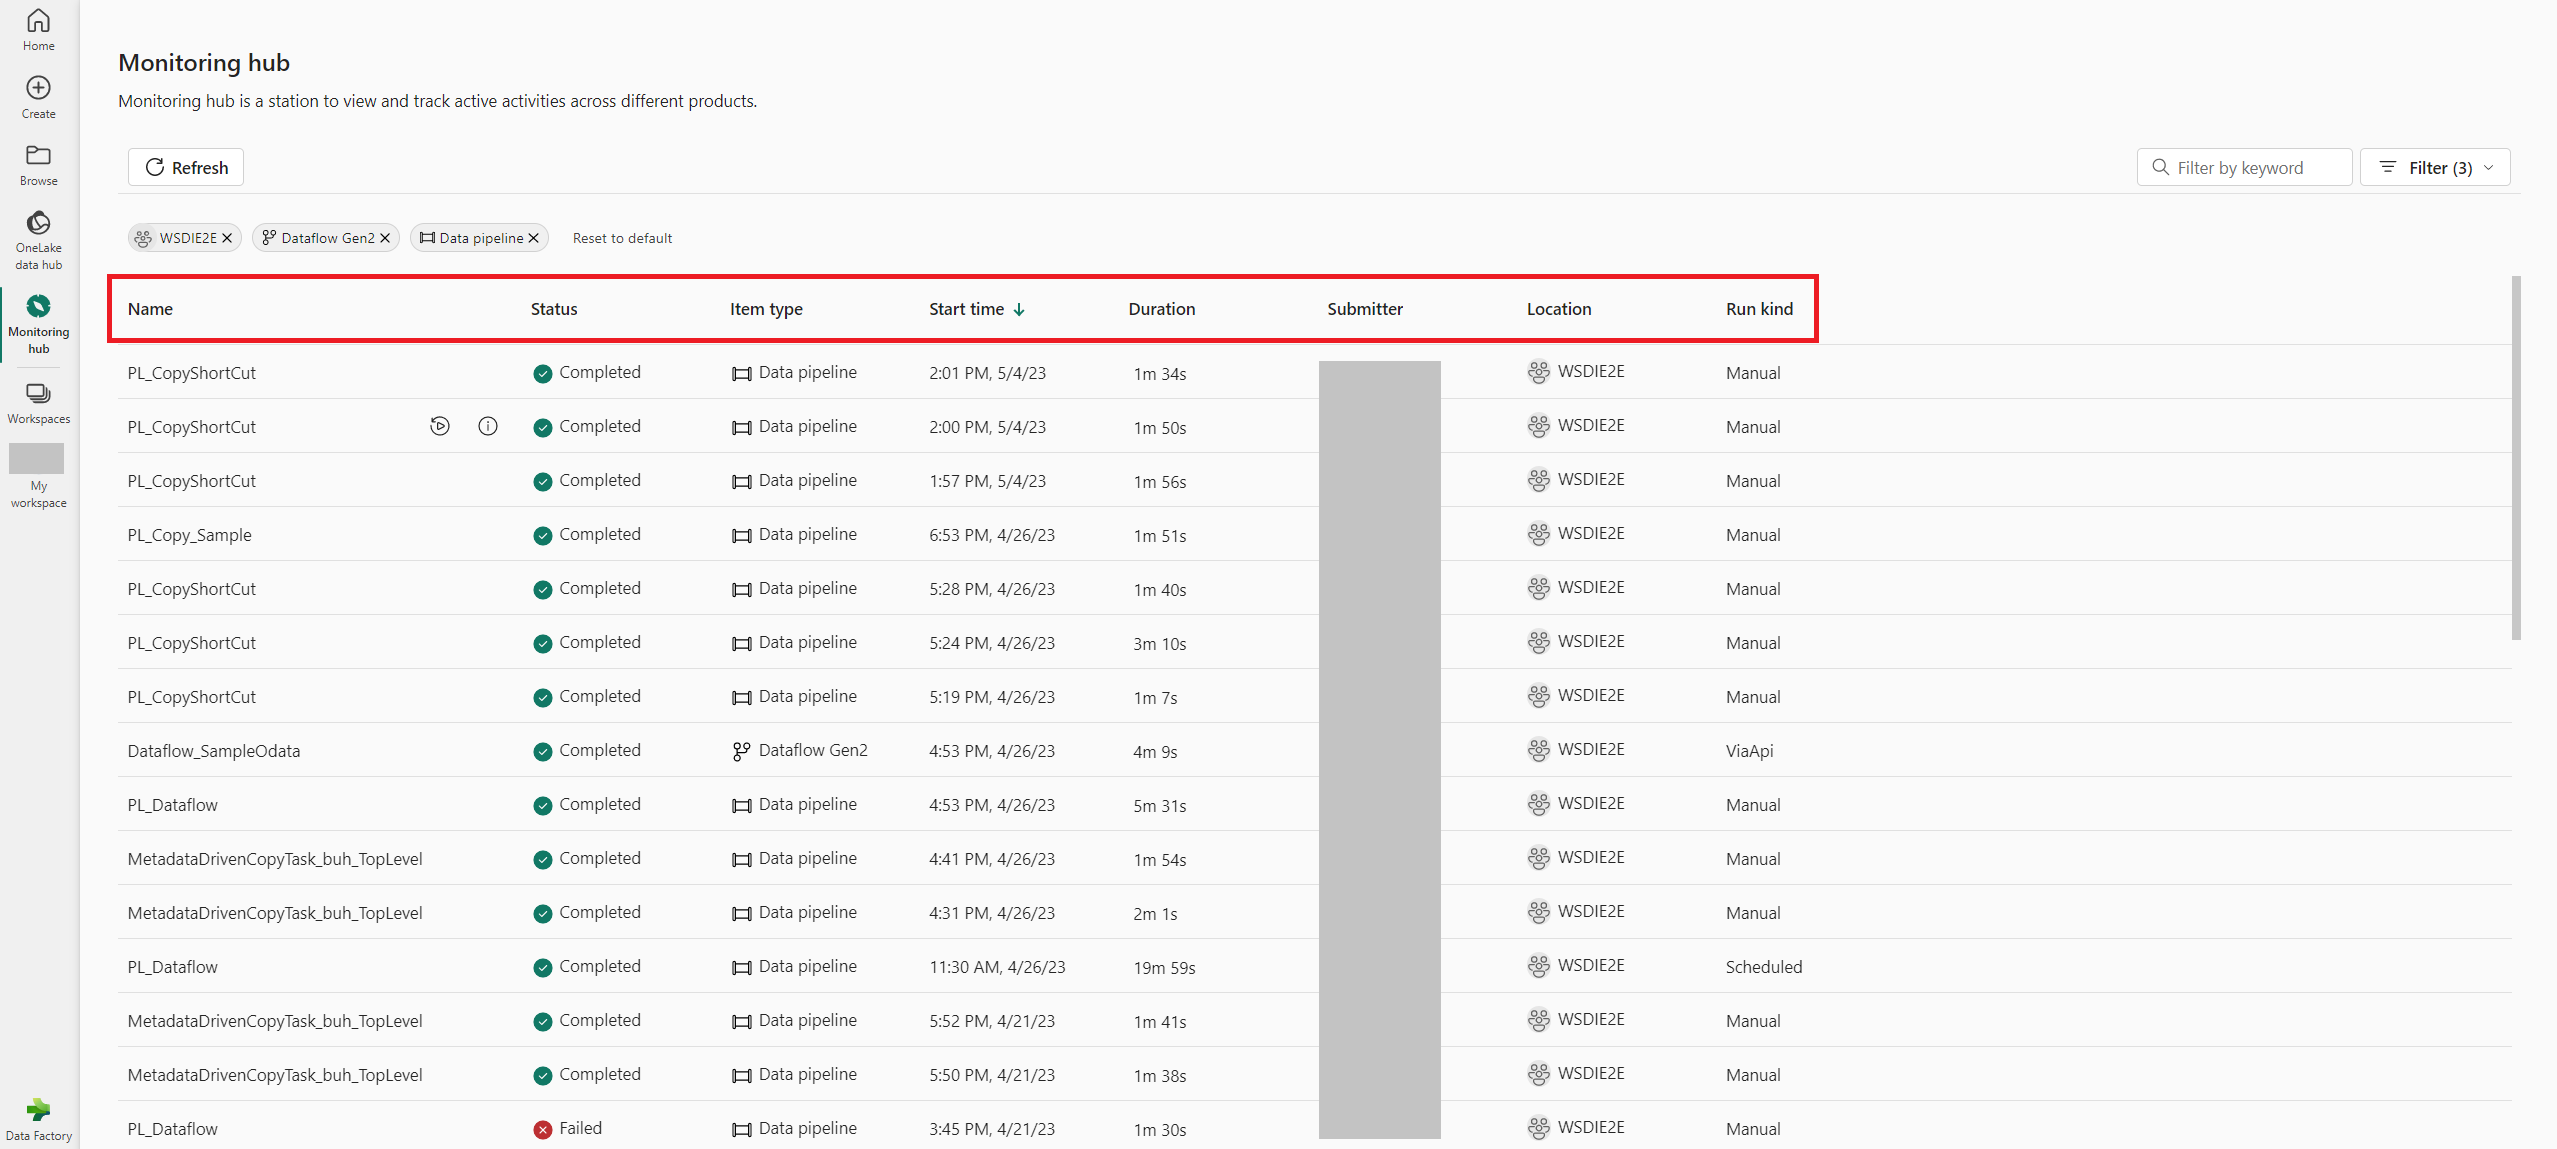 Home
Create
Browse
OneLake
data hub
Monitoring
hub
Workspaces
My
workspace
Data Factory
Monitoring hub
Monitoring hub is a station to view and track active activities across different products.
Refresh
Filter by keyword
Filter (3)
WSDIE2E Dataflow Gen2 Data pipeline Reset to default
Name Status Item type Start time Duration Submitter Location Run kind
PL_CopyShortCut Completed Data pipeline 2:01 PM, 5/4/23 1m 34s WSDIE2E Manual
PL_CopyShortCut Completed Data pipeline 2:00 PM, 5/4/23 1m 50s WSDIE2E Manual
PL_CopyShortCut Completed Data pipeline 1:57 PM, 5/4/23 1m 56s WSDIE2E Manual
PL_Copy_Sample Completed Data pipeline 6:53 PM, 4/26/23 1m 51s WSDIE2E Manual
PL_CopyShortCut Completed Data pipeline 5:28 PM, 4/26/23 1m 40s WSDIE2E Manual
PL_CopyShortCut Completed Data pipeline 5:24 PM, 4/26/23 3m 10s WSDIE2E Manual
PL_CopyShortCut Completed Data pipeline 5:19 PM, 4/26/23 1m 7s WSDIE2E Manual
Dataflow_SampleOdata Completed Dataflow Gen2 4:53 PM, 4/26/23 4m 9s WSDIE2E ViaApi
PL_Dataflow Completed Data pipeline 4:53 PM, 4/26/23 5m 31s WSDIE2E Manual
MetadataDrivenCopyTask_buh_TopLevel Completed Data pipeline 4:41 PM, 4/26/23 1m 54s WSDIE2E Manual
MetadataDrivenCopyTask_buh_TopLevel Completed Data pipeline 4:31 PM, 4/26/23 2m 1s WSDIE2E Manual
PL_Dataflow Completed Data pipeline 11:30 AM, 4/26/23 19m 59s WSDIE2E Scheduled
MetadataDrivenCopyTask_buh_TopLevel Completed Data pipeline 5:52 PM, 4/21/23 1m 41s WSDIE2E Manual
MetadataDrivenCopyTask_buh_TopLevel Completed Data pipeline 5:50 PM, 4/21/23 1m 38s WSDIE2E Manual
PL_Dataflow Failed Data pipeline 3:45 PM, 4/21/23 1m 30s WSDIE2E Manual